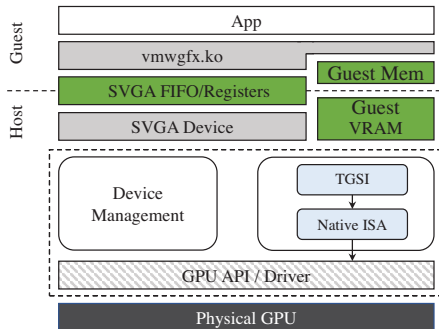 Guest
App
vmwgfx.ko
Guest Mem
SVGA FIFO/Registers
Host
Guest
VRAM
SVGA Device
Device
Management
TGSI
Native ISA
GPU API / Driver
Physical GPU